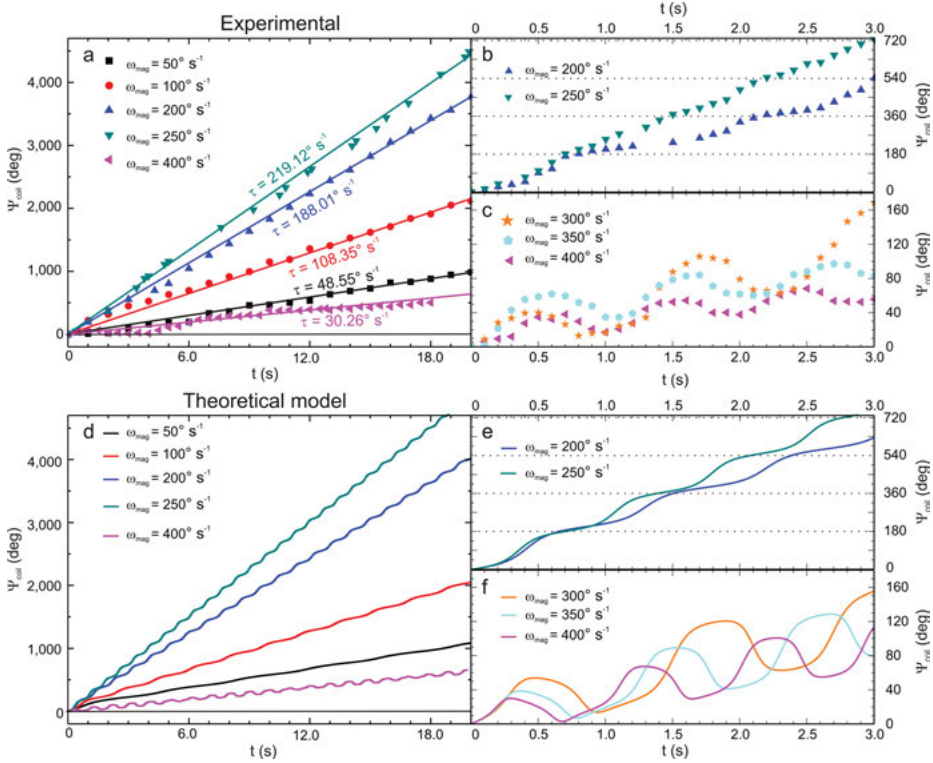 Experimental
a
ω_mag = 50° s⁻¹
ω_mag = 100° s⁻¹
ω_mag = 200° s⁻¹
ω_mag = 250° s⁻¹
ω_mag = 400° s⁻¹
τ = 219.12° s⁻¹
τ = 188.01° s⁻¹
τ = 108.35° s⁻¹
τ = 48.55° s⁻¹
τ = 30.26° s⁻¹
4,000
3,000
2,000
1,000
0
Ψ_coil (deg)
0 6.0 12.0 18.0
t (s)
t (s)
0.5 1.0 1.5 2.0 2.5 3.0
b
ω_mag = 200° s⁻¹
ω_mag = 250° s⁻¹
720
540
360
180
0
Ψ_coil (deg)
c
ω_mag = 300° s⁻¹
ω_mag = 350° s⁻¹
ω_mag = 400° s⁻¹
160
120
80
40
0
Ψ_coil (deg)
0.5 1.0 1.5 2.0 2.5 3.0
t (s)
Theoretical model
d
ω_mag = 50° s⁻¹
ω_mag = 100° s⁻¹
ω_mag = 200° s⁻¹
ω_mag = 250° s⁻¹
ω_mag = 400° s⁻¹
4,000
3,000
2,000
1,000
0
Ψ_coil (deg)
0 6.0 12.0 18.0
t (s)
0.5 1.0 1.5 2.0 2.5 3.0
e
ω_mag = 200° s⁻¹
ω_mag = 250° s⁻¹
720
540
360
180
0
Ψ_coil (deg)
f
ω_mag = 300° s⁻¹
ω_mag = 350° s⁻¹
ω_mag = 400° s⁻¹
160
120
80
40
0
Ψ_coil (deg)
0.5 1.0 1.5 2.0 2.5 3.0
t (s)